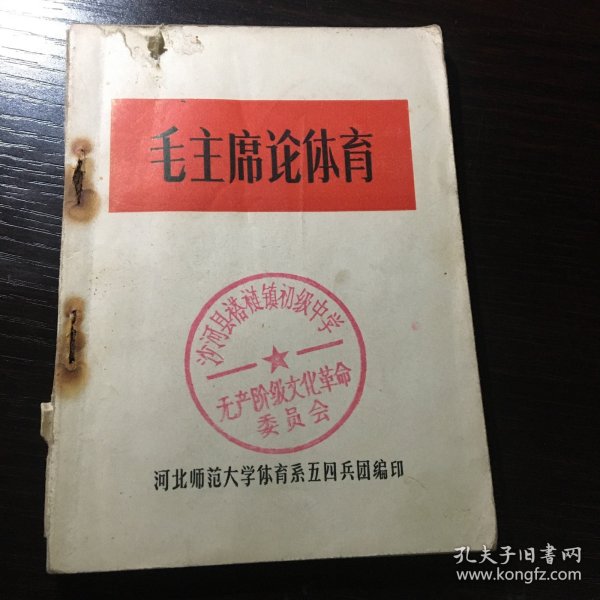 毛主席论体育
沙河县褡裢镇初级中学
无产阶级文化革命
委员会
河北师范大学体育系五四兵团编印
孔夫子旧书网
www.kongfz.com